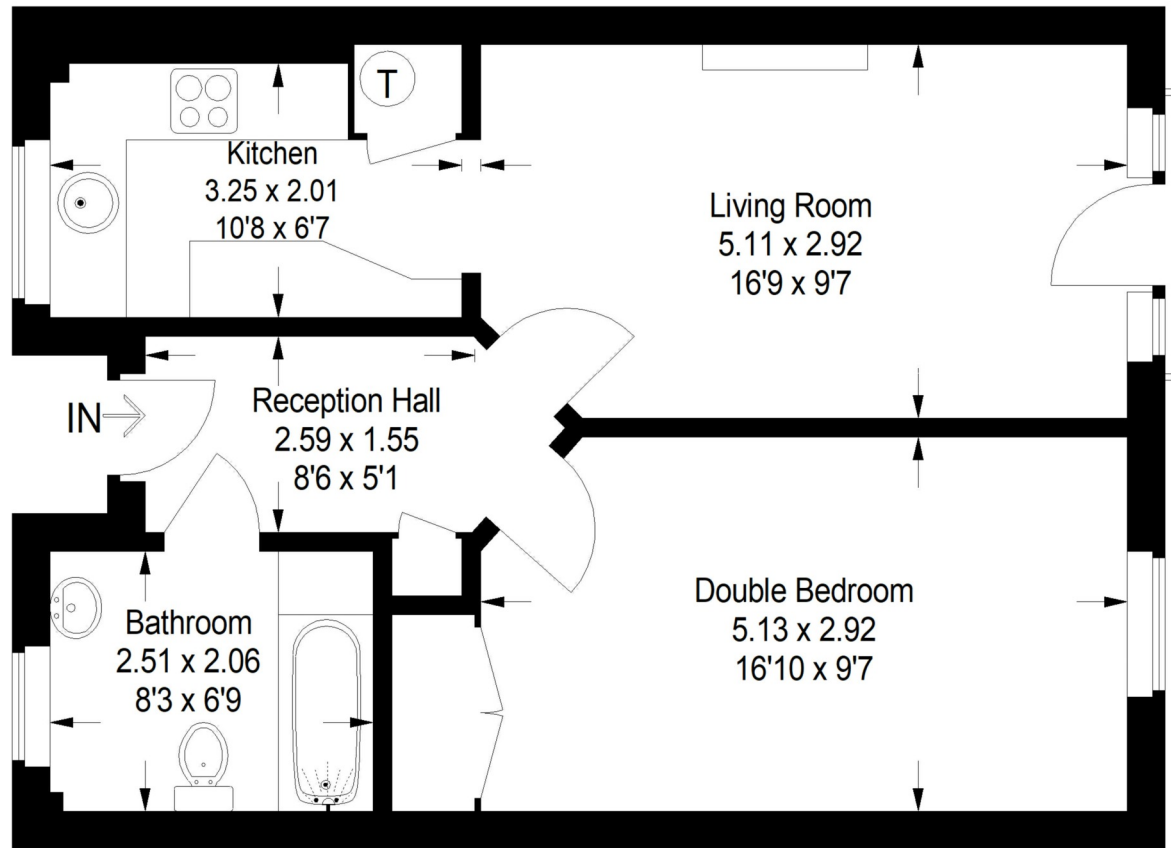 T
Kitchen
3.25 x 2.01
10'8 x 6'7
Living Room
5.11 x 2.92
16'9 x 9'7
IN
Reception Hall
2.59 x 1.55
8'6 x 5'1
Bathroom
2.51 x 2.06
8'3 x 6'9
Double Bedroom
5.13 x 2.92
16'10 x 9'7